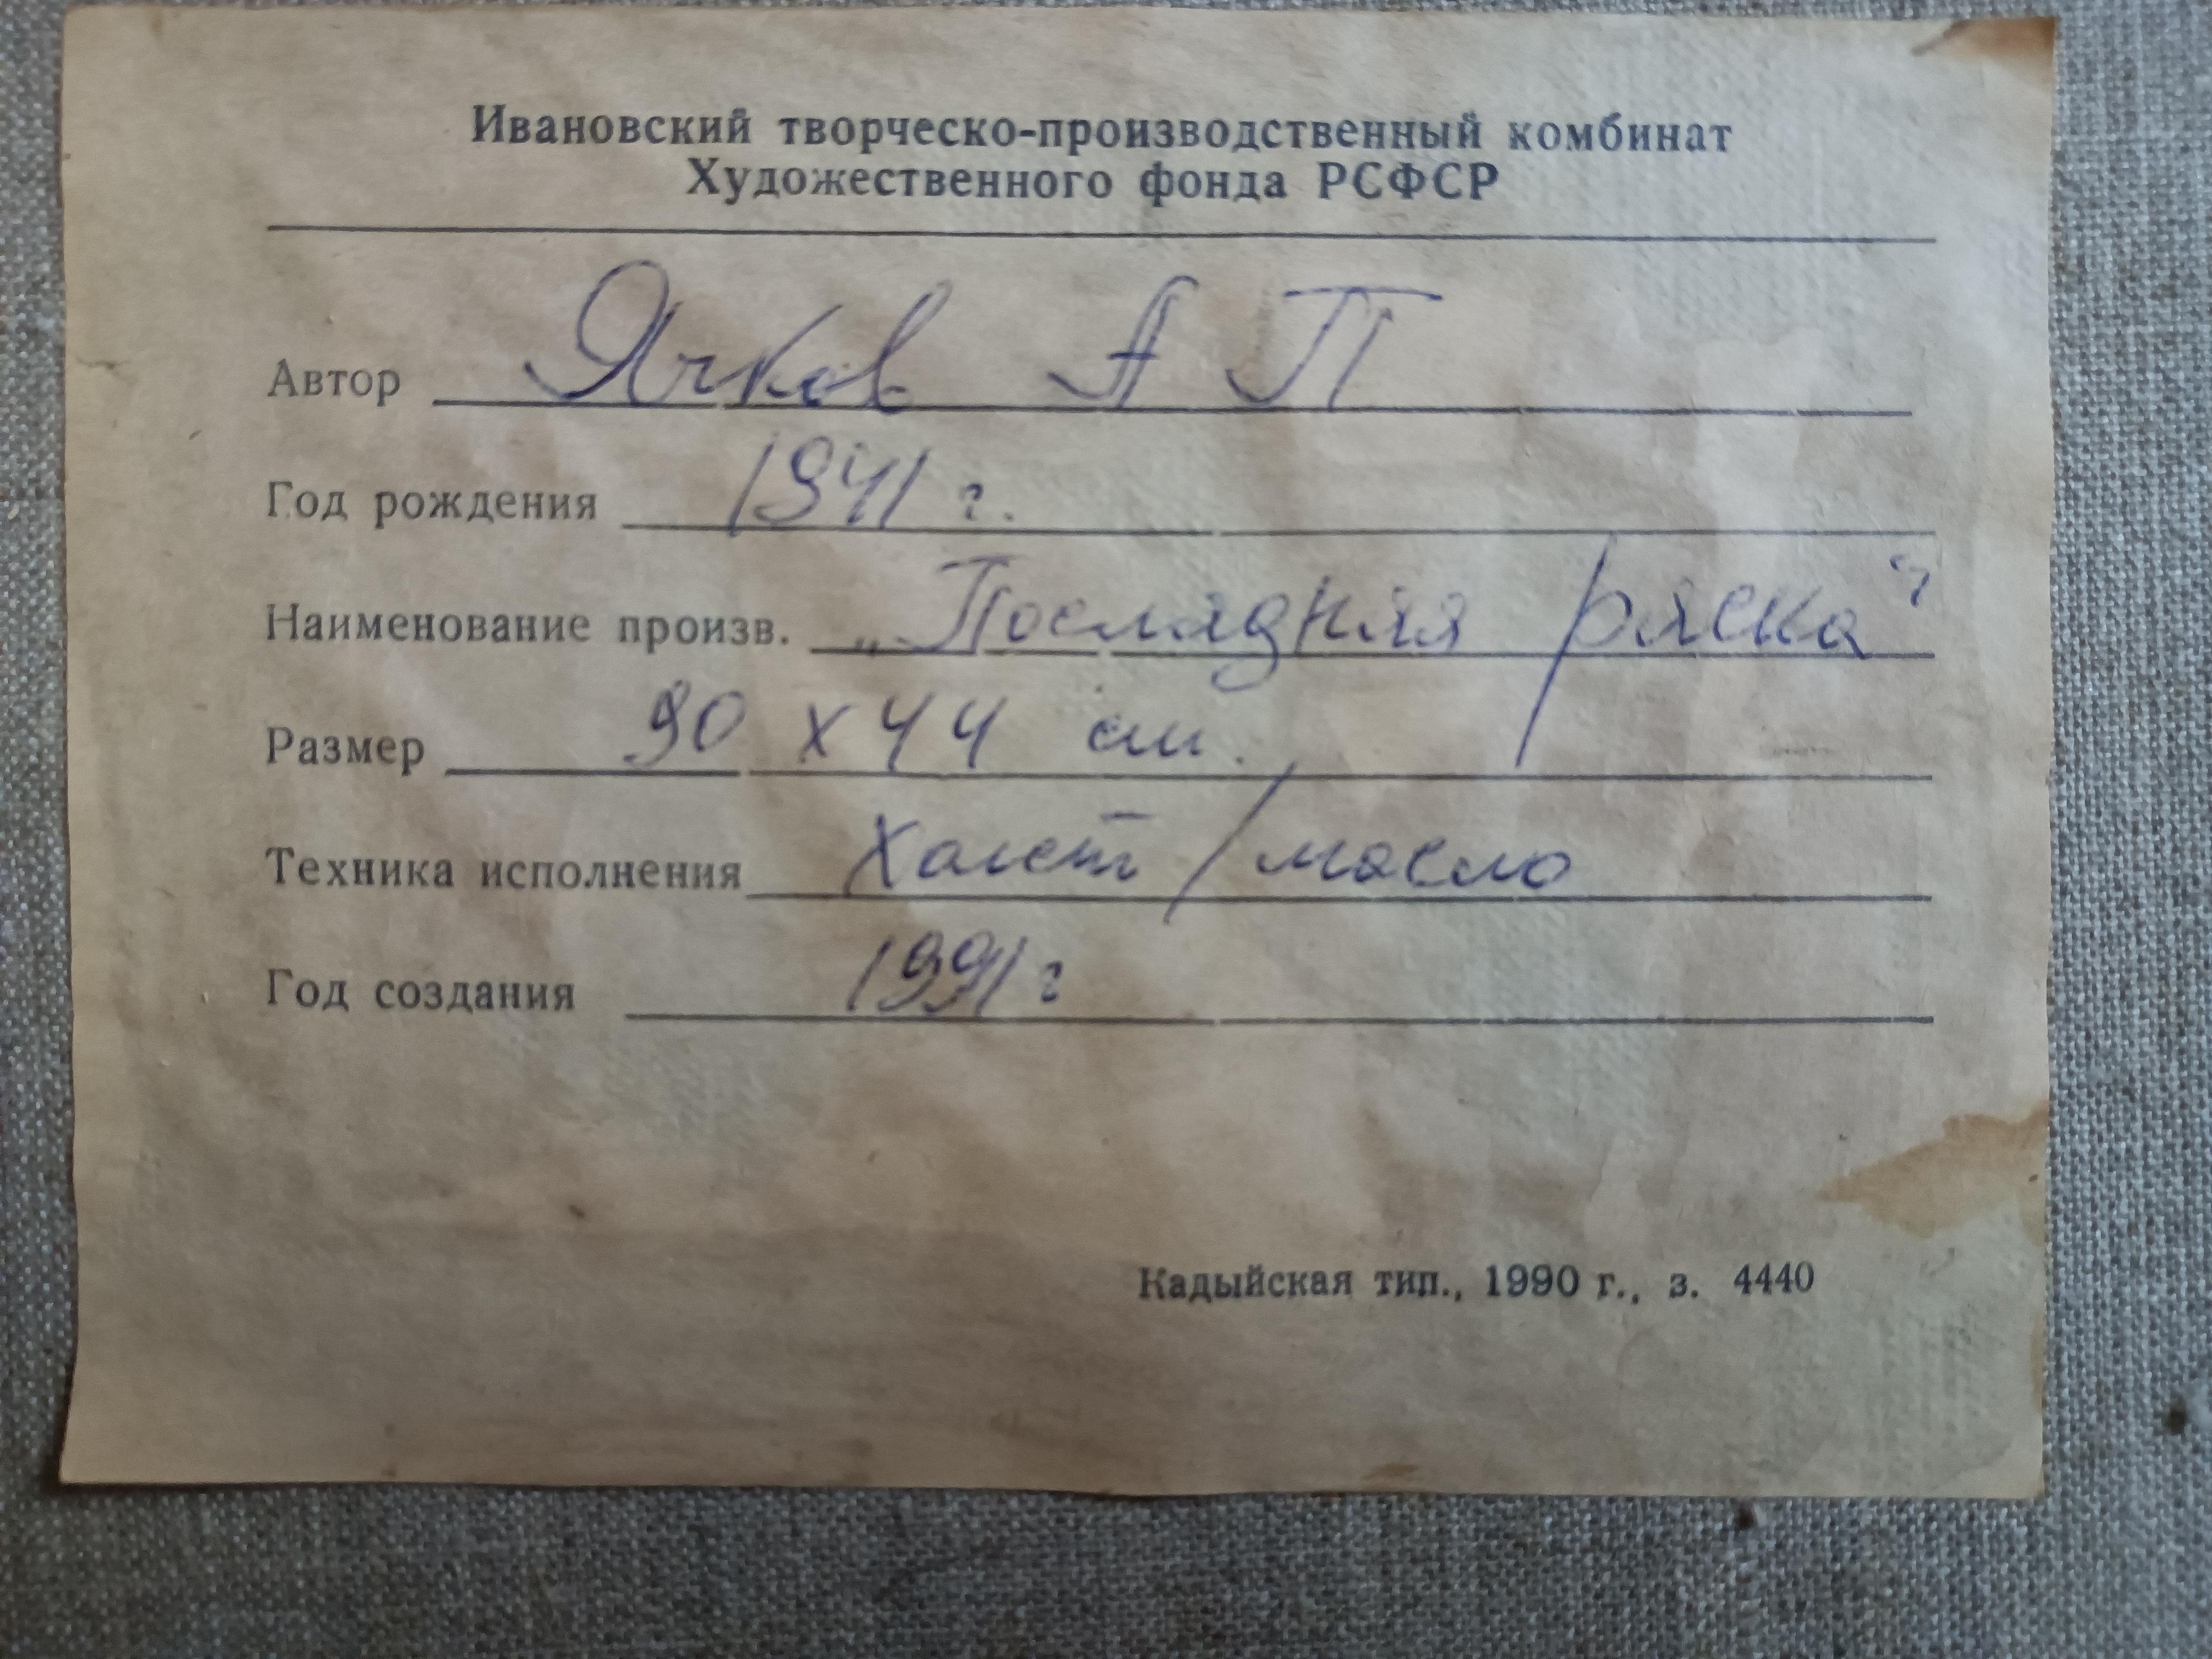 Ивановский творческо-производственный комбинат
Художественного фонда РСФСР
Автор Ячков А П
Год рождения 1941 г.
Наименование произв. „Последняя ряска“
Размер 90 х 44 см.
Техника исполнения Холст / масло
Год создания 1991 г
Кадыйская тип., 1990 г., з. 4440